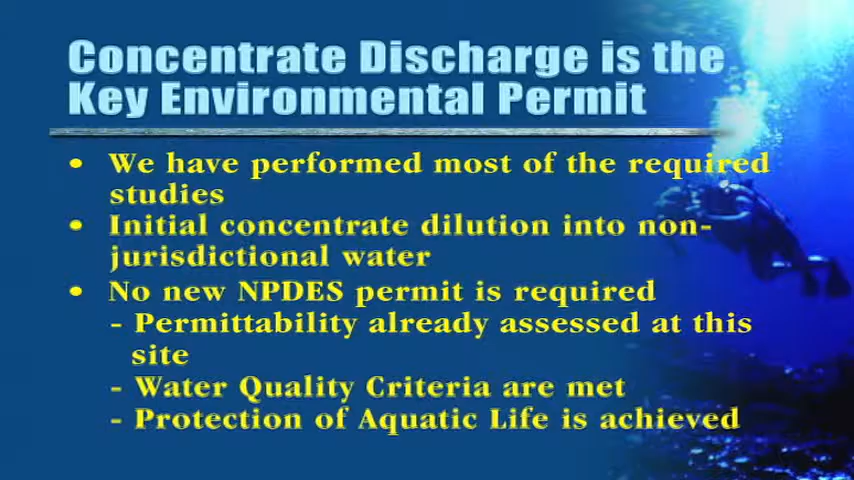 Concentrate Discharge is the
Key Environmental Permit
• We have performed most of the required
studies
• Initial concentrate dilution into non-
jurisdictional water
• No new NPDES permit is required
- Permittability already assessed at this
site
- Water Quality Criteria are met
- Protection of Aquatic Life is achieved